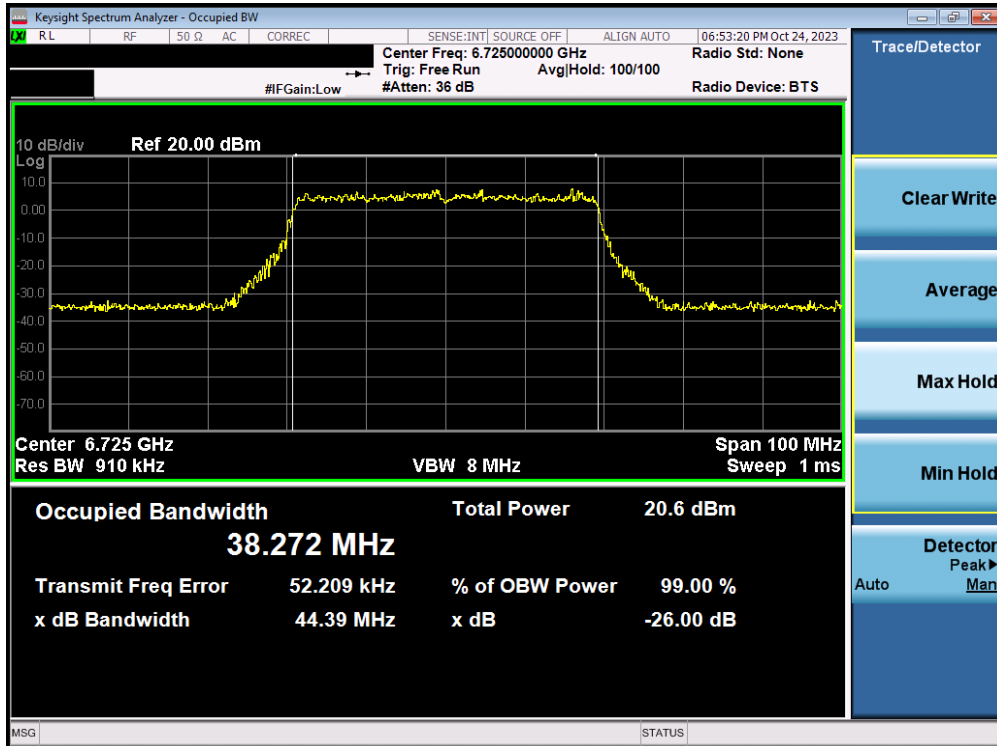 Keysight Spectrum Analyzer - Occupied BW
LXI RL RF 50 Ω AC CORREC SENSE:INT SOURCE OFF ALIGN AUTO 06:53:20 PM Oct 24, 2023
Center Freq: 6.725000000 GHz Radio Std: None
Trig: Free Run Avg|Hold: 100/100
#IFGain:Low #Atten: 36 dB Radio Device: BTS
Trace/Detector
10 dB/div Ref 20.00 dBm
Log
10.0
0.00
-10.0
-20.0
-30.0
-40.0
-50.0
-60.0
-70.0
Center 6.725 GHz Span 100 MHz
Res BW 910 kHz VBW 8 MHz Sweep 1 ms
Occupied Bandwidth Total Power 20.6 dBm
38.272 MHz
Transmit Freq Error 52.209 kHz % of OBW Power 99.00 %
x dB Bandwidth 44.39 MHz x dB -26.00 dB
Clear Write
Average
Max Hold
Min Hold
Detector
Peak
Auto Man
MSG STATUS